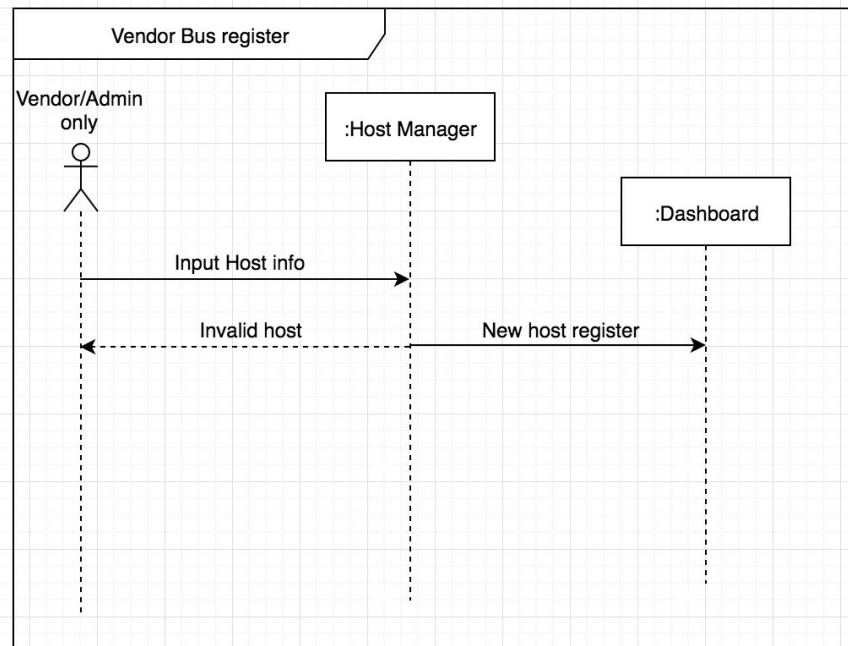 Vendor Bus register
Vendor/Admin
only
:Host Manager
:Dashboard
Input Host info
Invalid host
New host register